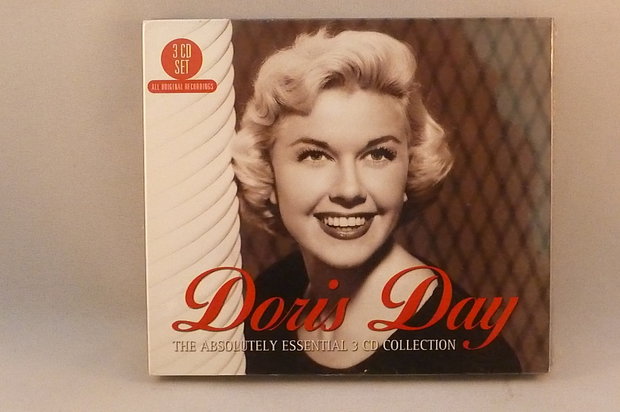 3 CD
SET
ALL ORIGINAL RECORDINGS
Doris Day
THE ABSOLUTELY ESSENTIAL 3 CD COLLECTION